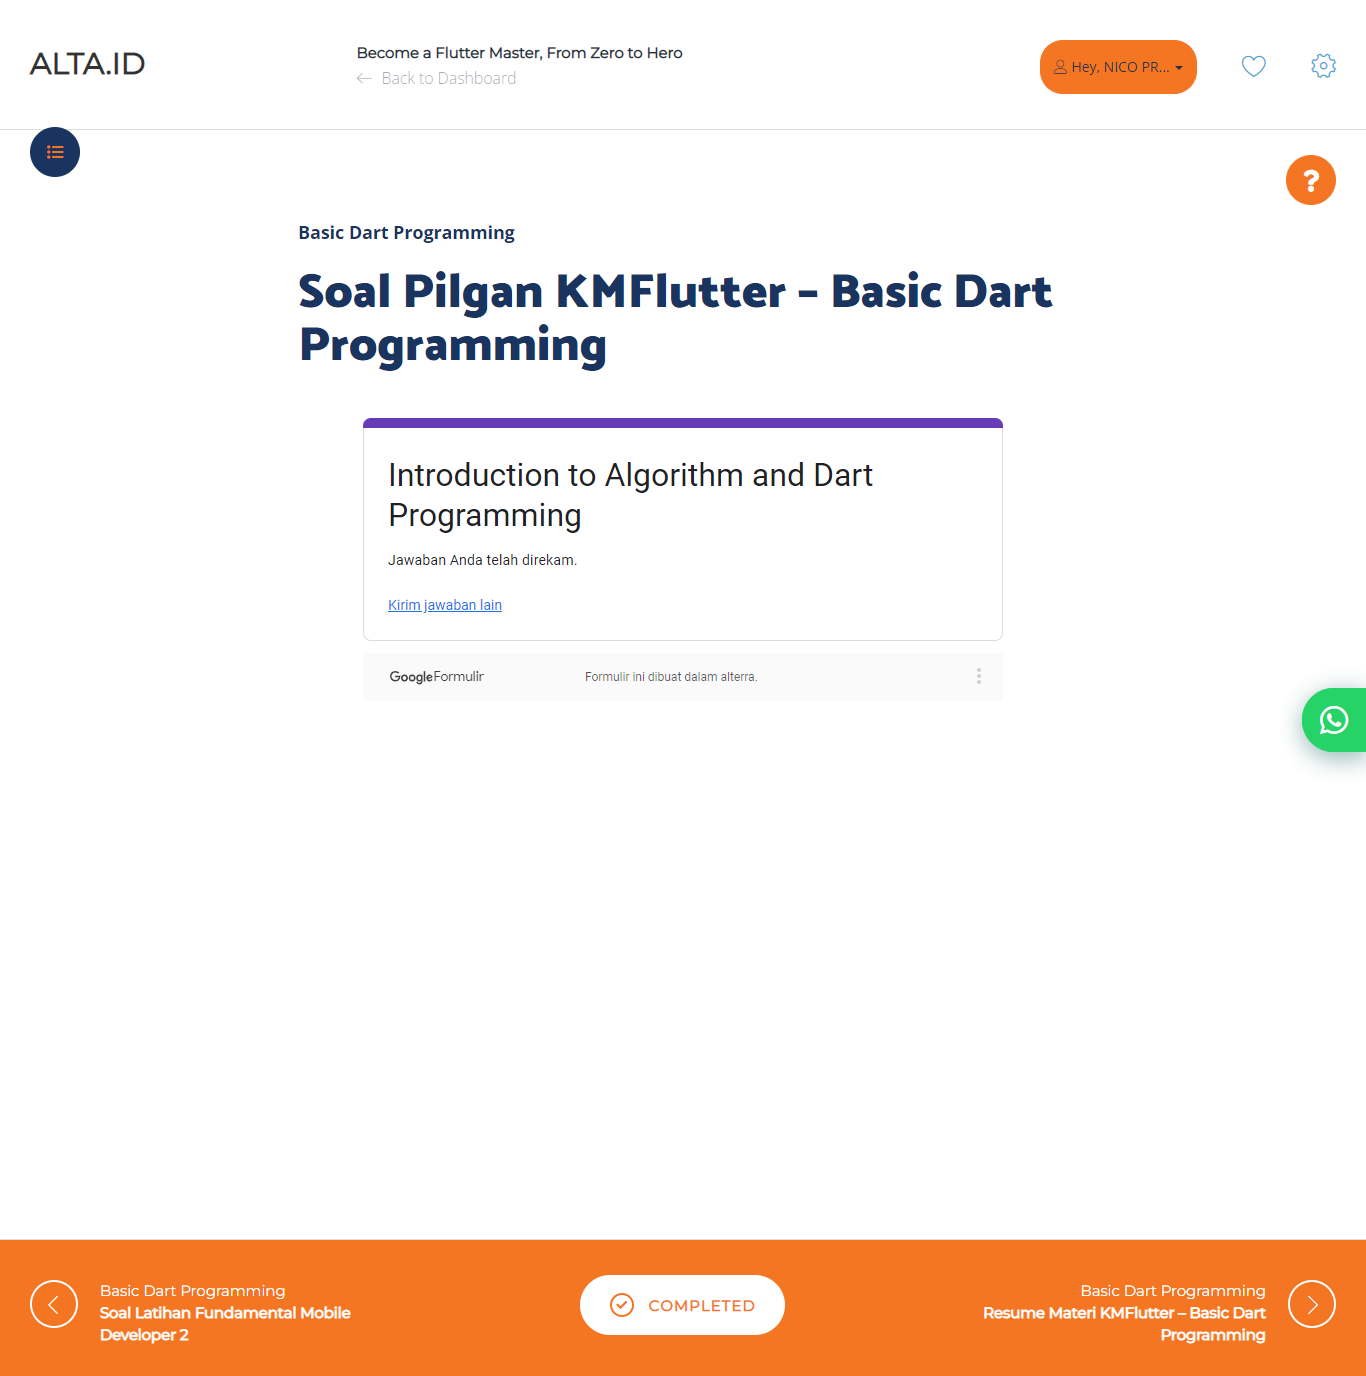 ALTA.ID
Become a Flutter Master, From Zero to Hero
Back to Dashboard
Hey, NICO PR...
?
Basic Dart Programming
Soal Pilgan KMFlutter – Basic Dart
Programming
Introduction to Algorithm and Dart
Programming
Jawaban Anda telah direkam.
Kirim jawaban lain
Google Formulir
Formulir ini dibuat dalam alterra.
Basic Dart Programming
Soal Latihan Fundamental Mobile
Developer 2
COMPLETED
Basic Dart Programming
Resume Materi KMFlutter – Basic Dart
Programming